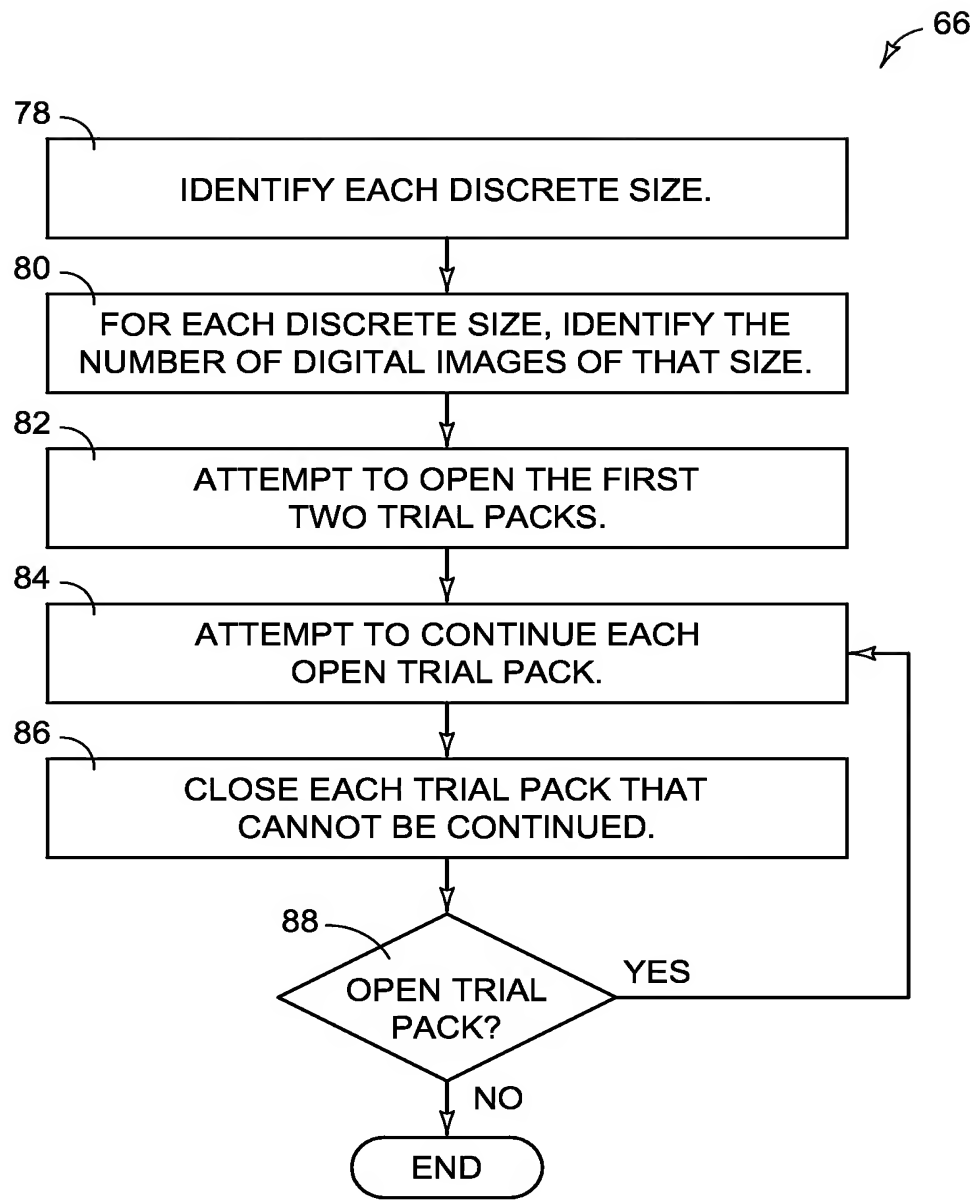 66
78
IDENTIFY EACH DISCRETE SIZE.
80
FOR EACH DISCRETE SIZE, IDENTIFY THE
NUMBER OF DIGITAL IMAGES OF THAT SIZE.
82
ATTEMPT TO OPEN THE FIRST
TWO TRIAL PACKS.
84
ATTEMPT TO CONTINUE EACH
OPEN TRIAL PACK.
86
CLOSE EACH TRIAL PACK THAT
CANNOT BE CONTINUED.
88
OPEN TRIAL
PACK?
YES
NO
END